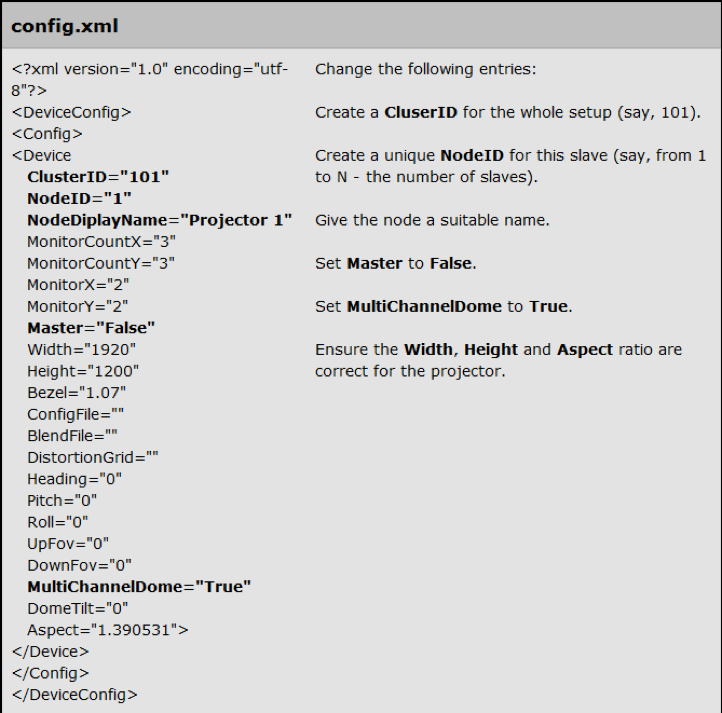 config.xml
<?xml version="1.0" encoding="utf-
8"?>
<DeviceConfig>
<Config>
<Device
ClusterID="101"
NodeID="1"
NodeDiplayName="Projector 1"
MonitorCountX="3"
MonitorCountY="3"
MonitorX="2"
MonitorY="2"
Master="False"
Width="1920"
Height="1200"
Bezel="1.07"
ConfigFile=""
BlendFile=""
DistortionGrid=""
Heading="0"
Pitch="0"
Roll="0"
UpFov="0"
DownFov="0"
MultiChannelDome="True"
DomeTilt="0"
Aspect="1.390531">
</Device>
</Config>
</DeviceConfig>
Change the following entries:
Create a CluserID for the whole setup (say, 101).
Create a unique NodeID for this slave (say, from 1
to N - the number of slaves).
Give the node a suitable name.
Set Master to False.
Set MultiChannelDome to True.
Ensure the Width, Height and Aspect ratio are
correct for the projector.